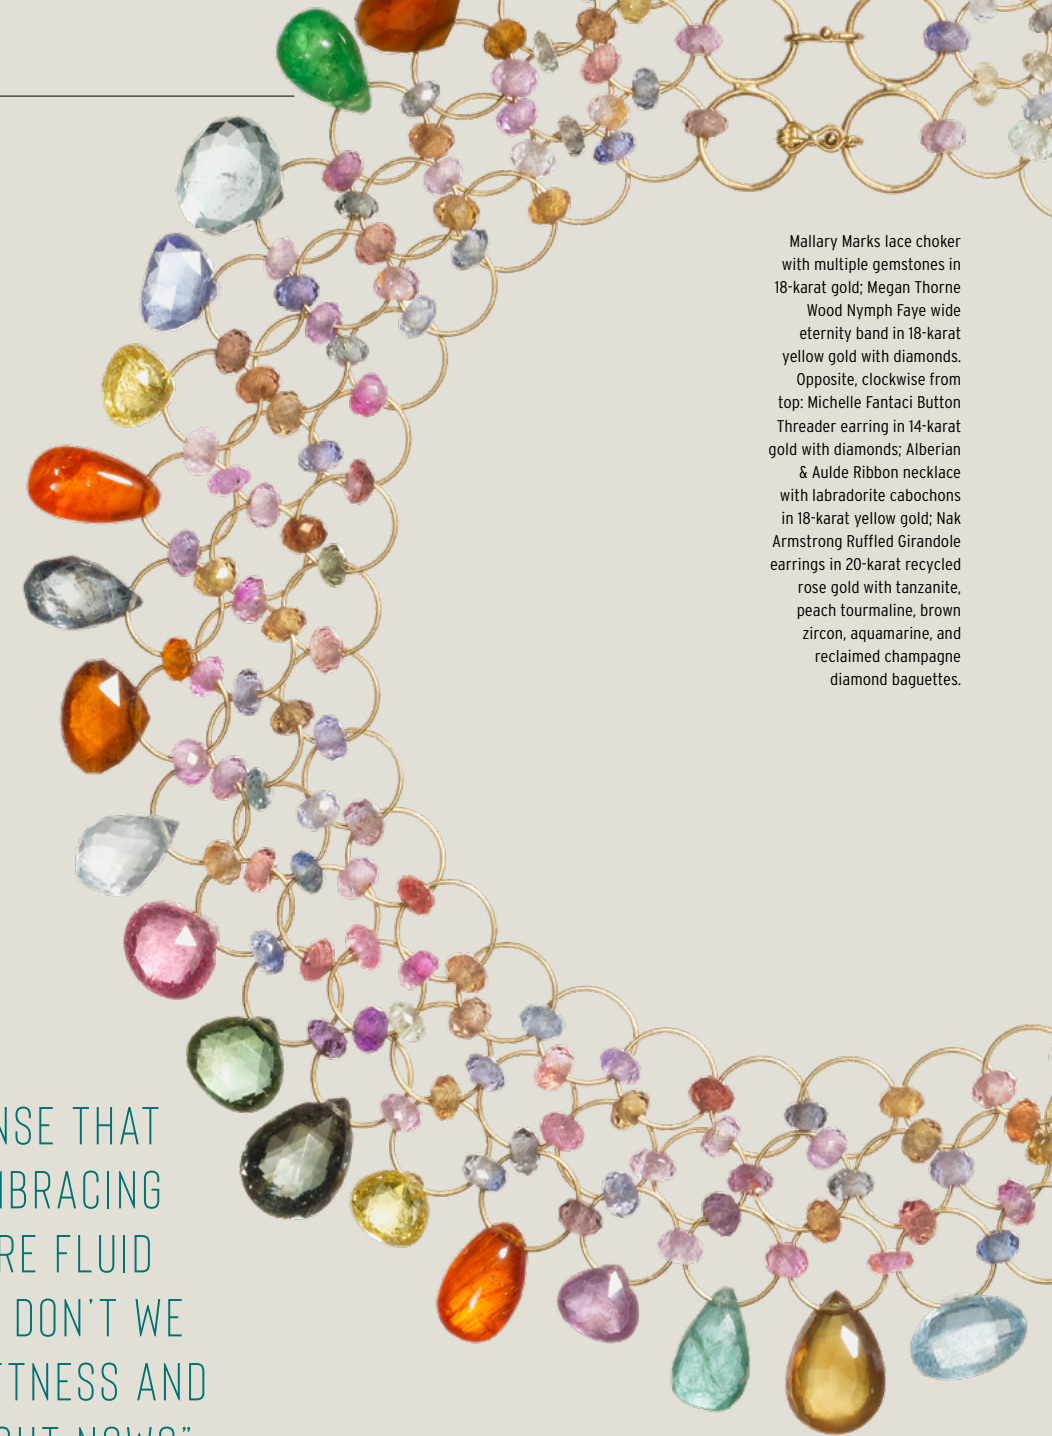 Mallary Marks lace choker
with multiple gemstones in
18-karat gold; Megan Thorne
Wood Nymph Faye wide
eternity band in 18-karat
yellow gold with diamonds.
Opposite, clockwise from
top: Michelle Fantaci Button
Threader earring in 14-karat
gold with diamonds; Alberian
& Aulde Ribbon necklace
with labradorite cabochons
in 18-karat yellow gold; Nak
Armstrong Ruffled Girandole
earrings in 20-karat recycled
rose gold with tanzanite,
peach tourmaline, brown
zircon, aquamarine, and
reclaimed champagne
diamond baguettes.
THAT
FLUID
DON'T WE
AND